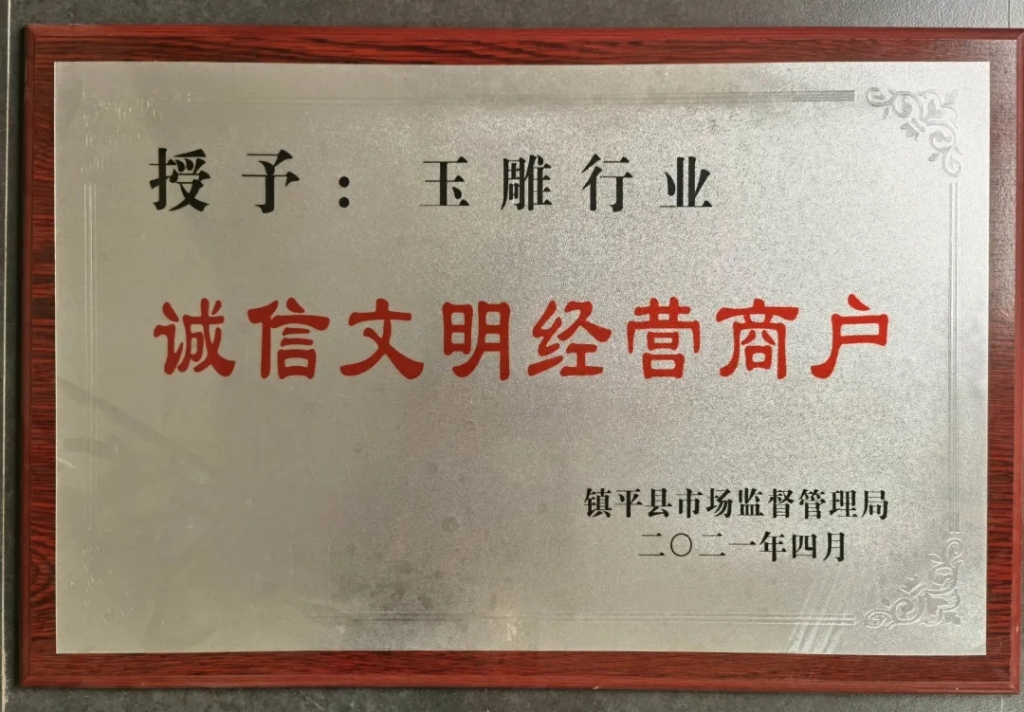 授予：玉雕行业
诚信文明经营商户
镇平县市场监督管理局
二〇二一年四月